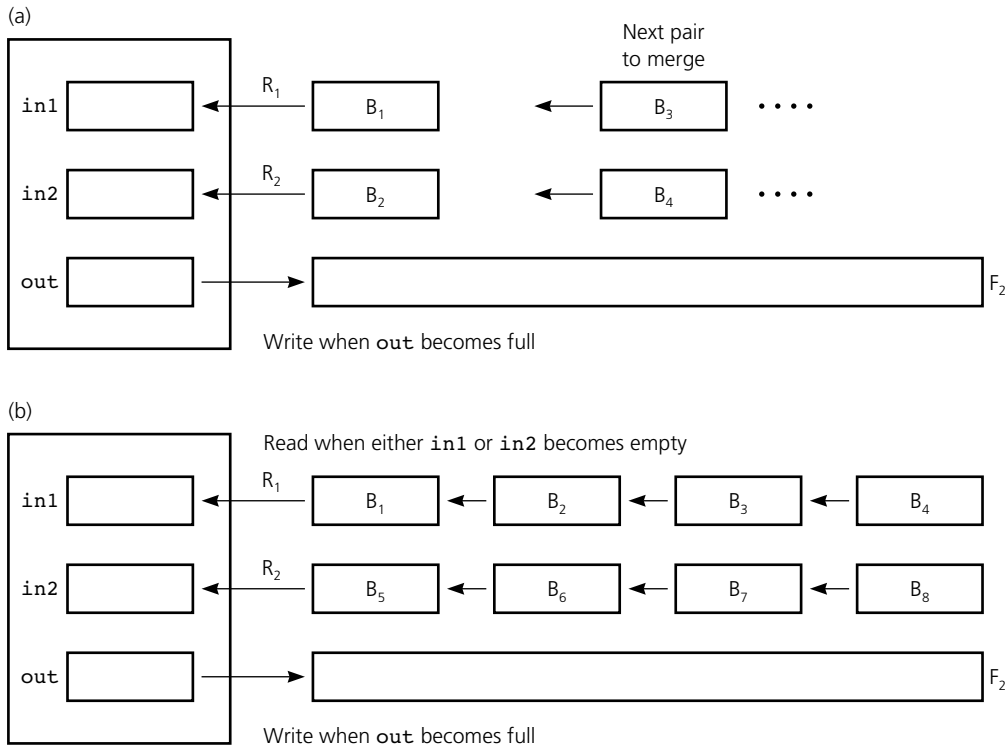 (a)
Next pair
to merge
in1 R₁ B₁ B₃ ....
in2 R₂ B₂ B₄ ....
out F₂
Write when out becomes full
(b)
Read when either in1 or in2 becomes empty
in1 R₁ B₁ B₂ B₃ B₄
in2 R₂ B₅ B₆ B₇ B₈
out F₂
Write when out becomes full